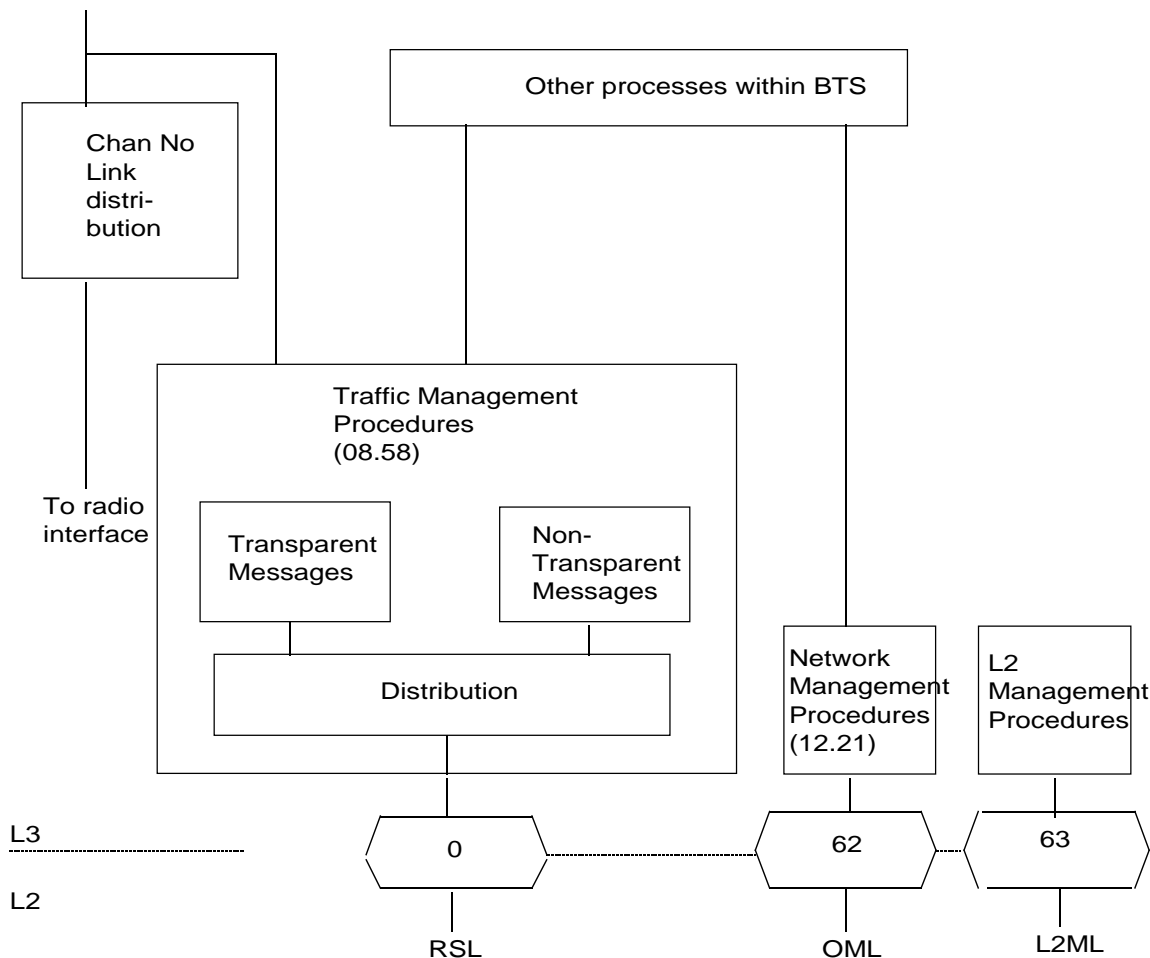 Other processes within BTS
Chan No
Link
distri-
bution
Traffic Management
Procedures
(08.58)
To radio
interface
Transparent
Messages
Non-
Transparent
Messages
Distribution
Network
Management
Procedures
(12.21)
L2
Management
Procedures
L3
0
62
63
L2
RSL
OML
L2ML